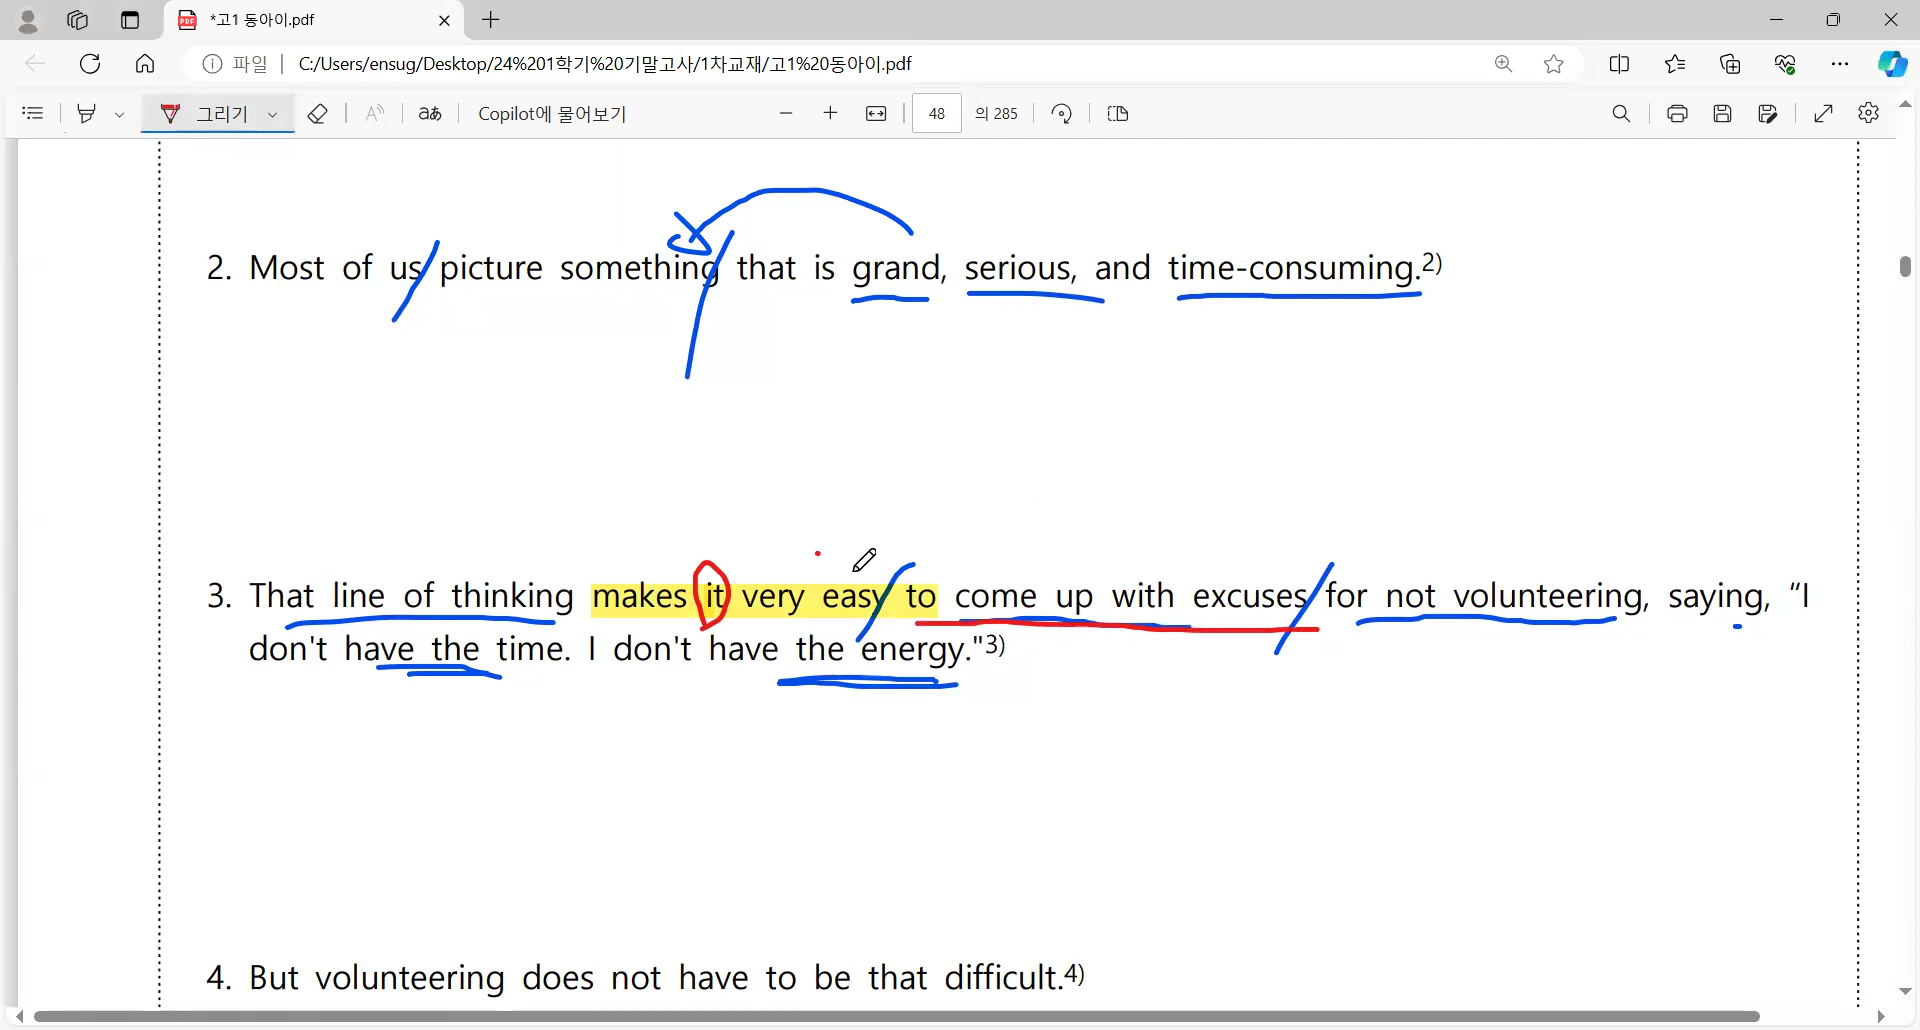 *고1 동아이.pdf
파일 | C:/Users/ensug/Desktop/24%201학기%20기말고사/1차교재/고1%20동아이.pdf
그리기 aあ Copilot에 물어보기 48 의 285
2. Most of us picture something that is grand, serious, and time-consuming.2)
3. That line of thinking makes it very easy to come up with excuses for not volunteering, saying, “I
don't have the time. I don't have the energy."3)
4. But volunteering does not have to be that difficult.4)